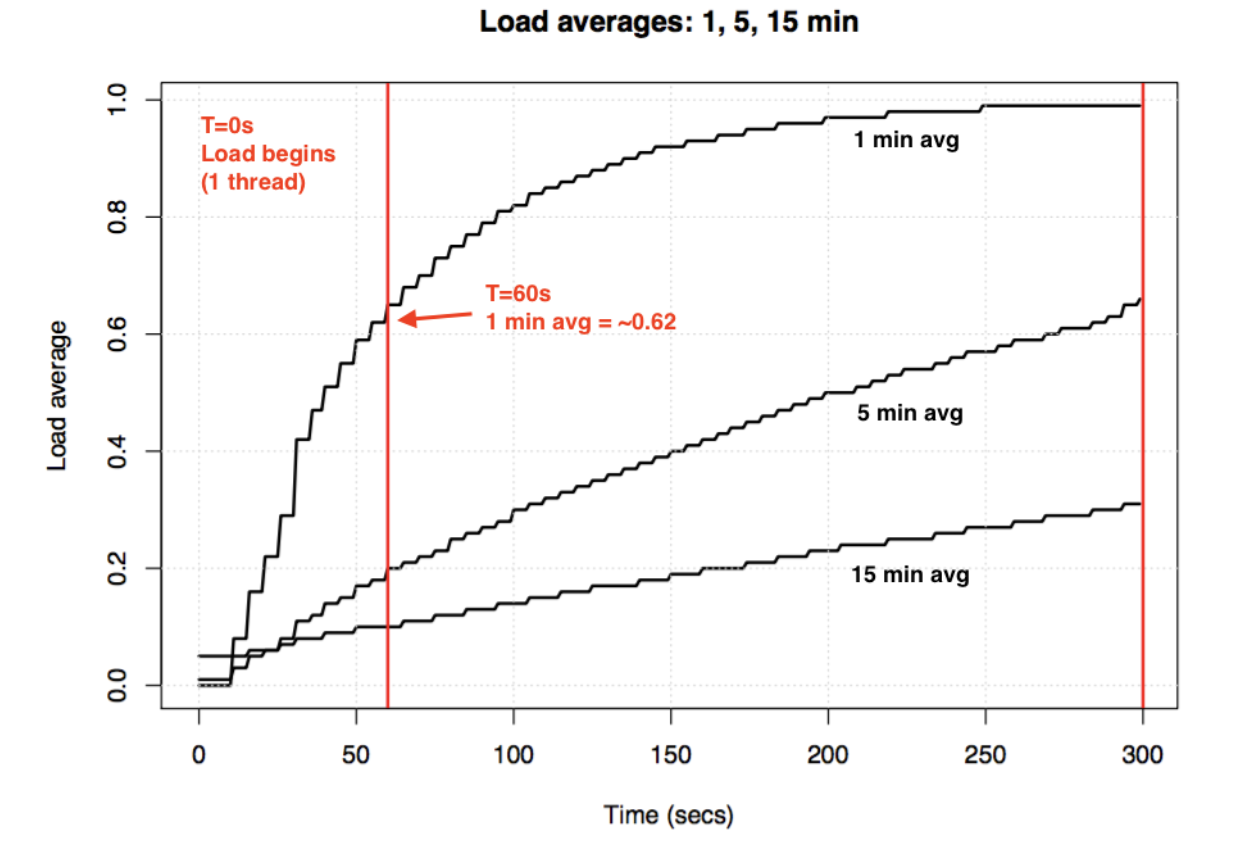 Load averages: 1, 5, 15 min
T=0s
Load begins
(1 thread)
1 min avg
T=60s
1 min avg = ~0.62
5 min avg
15 min avg
Load average
1.0
0.8
0.6
0.4
0.2
0.0
0 50 100 150 200 250 300
Time (secs)